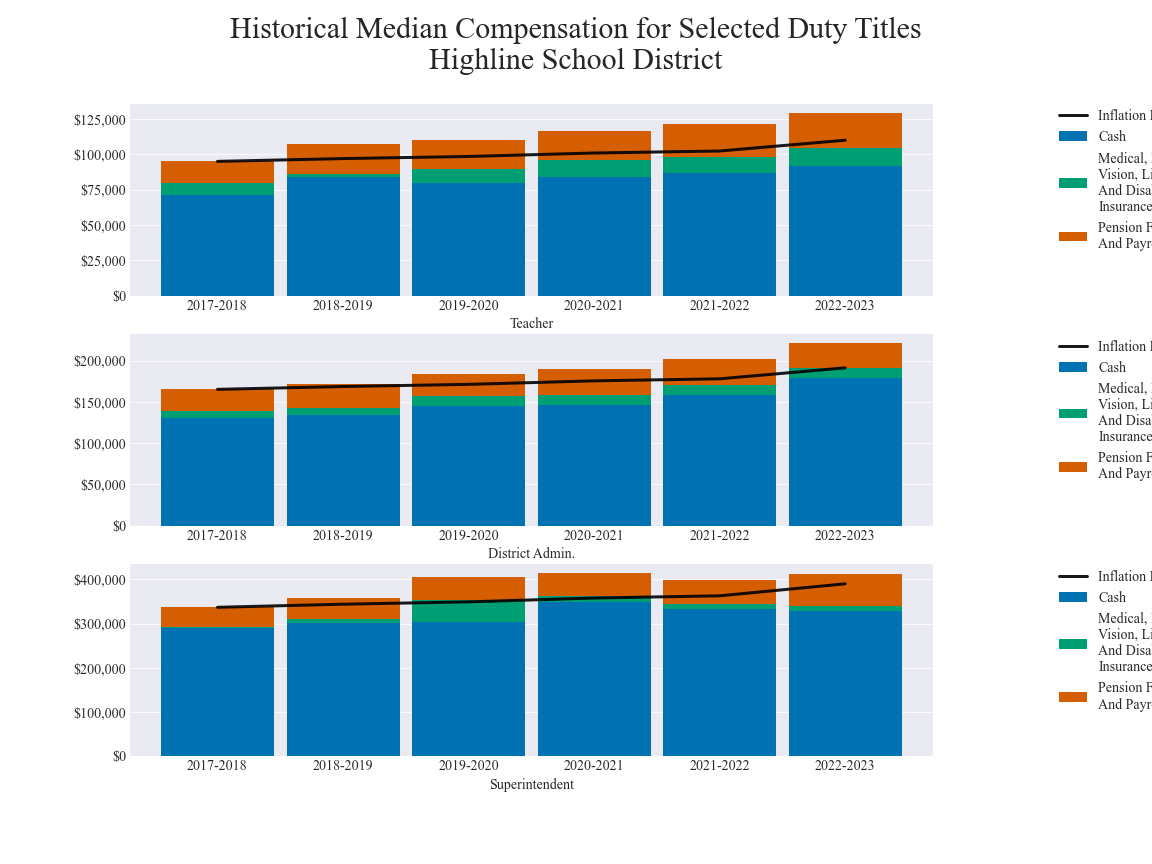 Historical Median Compensation for Selected Duty Titles
Highline School District
$125,000
$100,000
$75,000
$50,000
$25,000
$0
2017-2018 2018-2019 2019-2020 2020-2021 2021-2022 2022-2023
Teacher
Inflation
Cash
Medical,
Vision,
And
Insurance
Pension
And
$200,000
$150,000
$100,000
$50,000
$0
2017-2018 2018-2019 2019-2020 2020-2021 2021-2022 2022-2023
District Admin.
Inflation
Cash
Medical,
Vision,
And
Insurance
Pension
And
$400,000
$300,000
$200,000
$100,000
$0
2017-2018 2018-2019 2019-2020 2020-2021 2021-2022 2022-2023
Superintendent
Inflation
Cash
Medical,
Vision,
And
Insurance
Pension
And